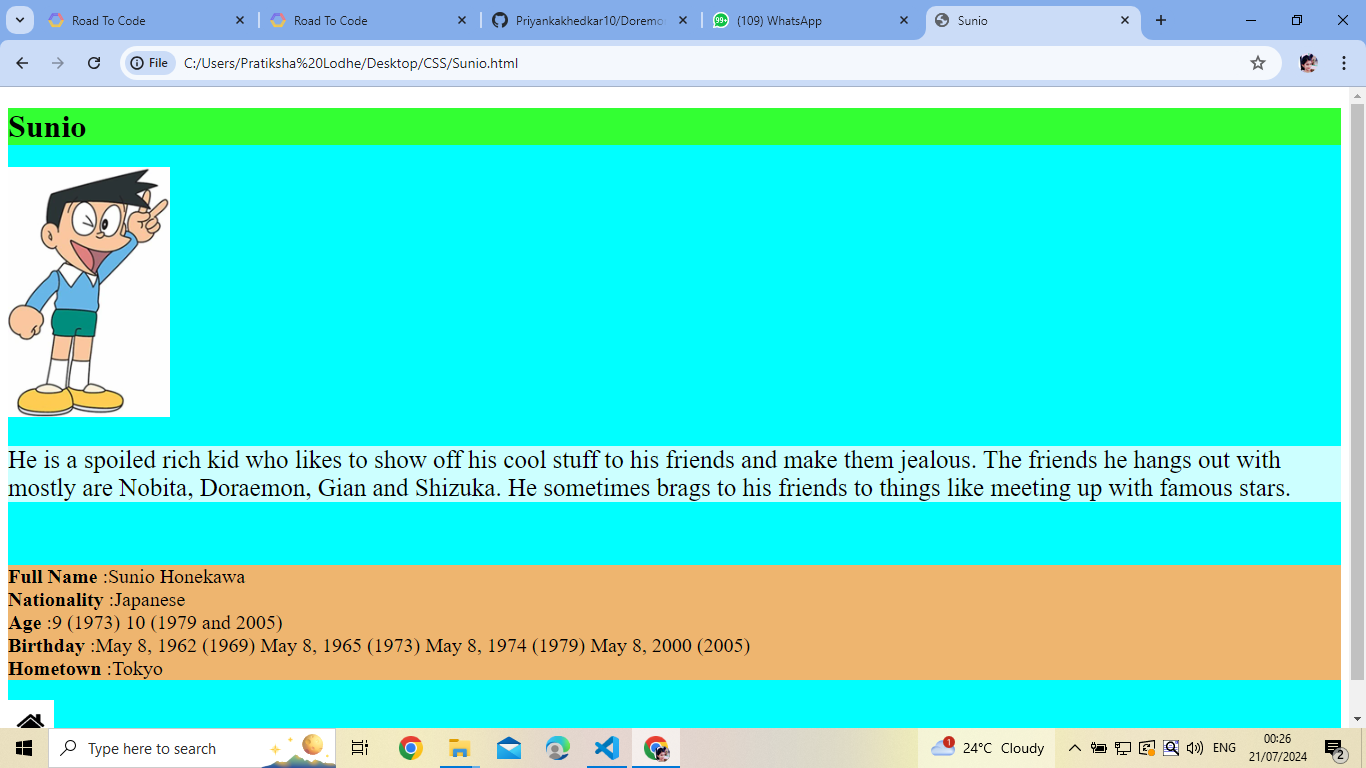 Road To Code
Road To Code
Priyankakhedkar10/Doremo
99+
(109) WhatsApp
Sunio
File
C:/Users/Pratiksha%20Lodhe/Desktop/CSS/Sunio.html
Sunio
He is a spoiled rich kid who likes to show off his cool stuff to his friends and make them jealous. The friends he hangs out with
mostly are Nobita, Doraemon, Gian and Shizuka. He sometimes brags to his friends to things like meeting up with famous stars.
Full Name :Sunio Honekawa
Nationality :Japanese
Age :9 (1973) 10 (1979 and 2005)
Birthday :May 8, 1962 (1969) May 8, 1965 (1973) May 8, 1974 (1979) May 8, 2000 (2005)
Hometown :Tokyo
Type here to search
1
24°C Cloudy
ENG
00:26
21/07/2024
2